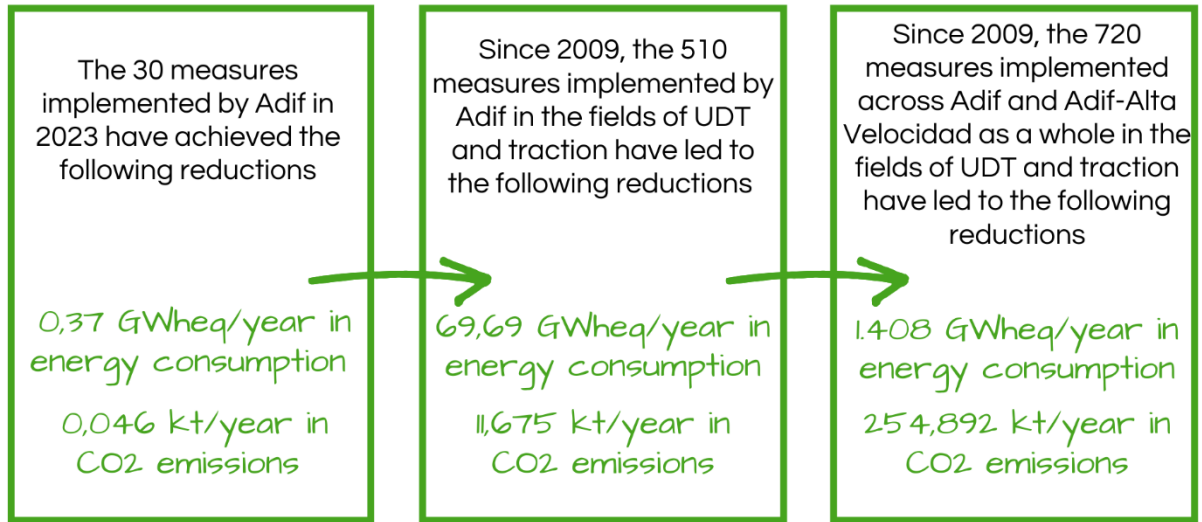 The 30 measures
implemented by Adif in
2023 have achieved the
following reductions
0,37 GWheq/year in
energy consumption
0,046 kt/year in
CO2 emissions
Since 2009, the 510
measures implemented by
Adif in the fields of UDT
and traction have led to
the following reductions
69,69 GWheq/year in
energy consumption
11,675 kt/year in
CO2 emissions
Since 2009, the 720
measures implemented
across Adif and Adif-Alta
Velocidad as a whole in the
fields of UDT and traction
have led to the following
reductions
1.408 GWheq/year in
energy consumption
254,892 kt/year in
CO2 emissions